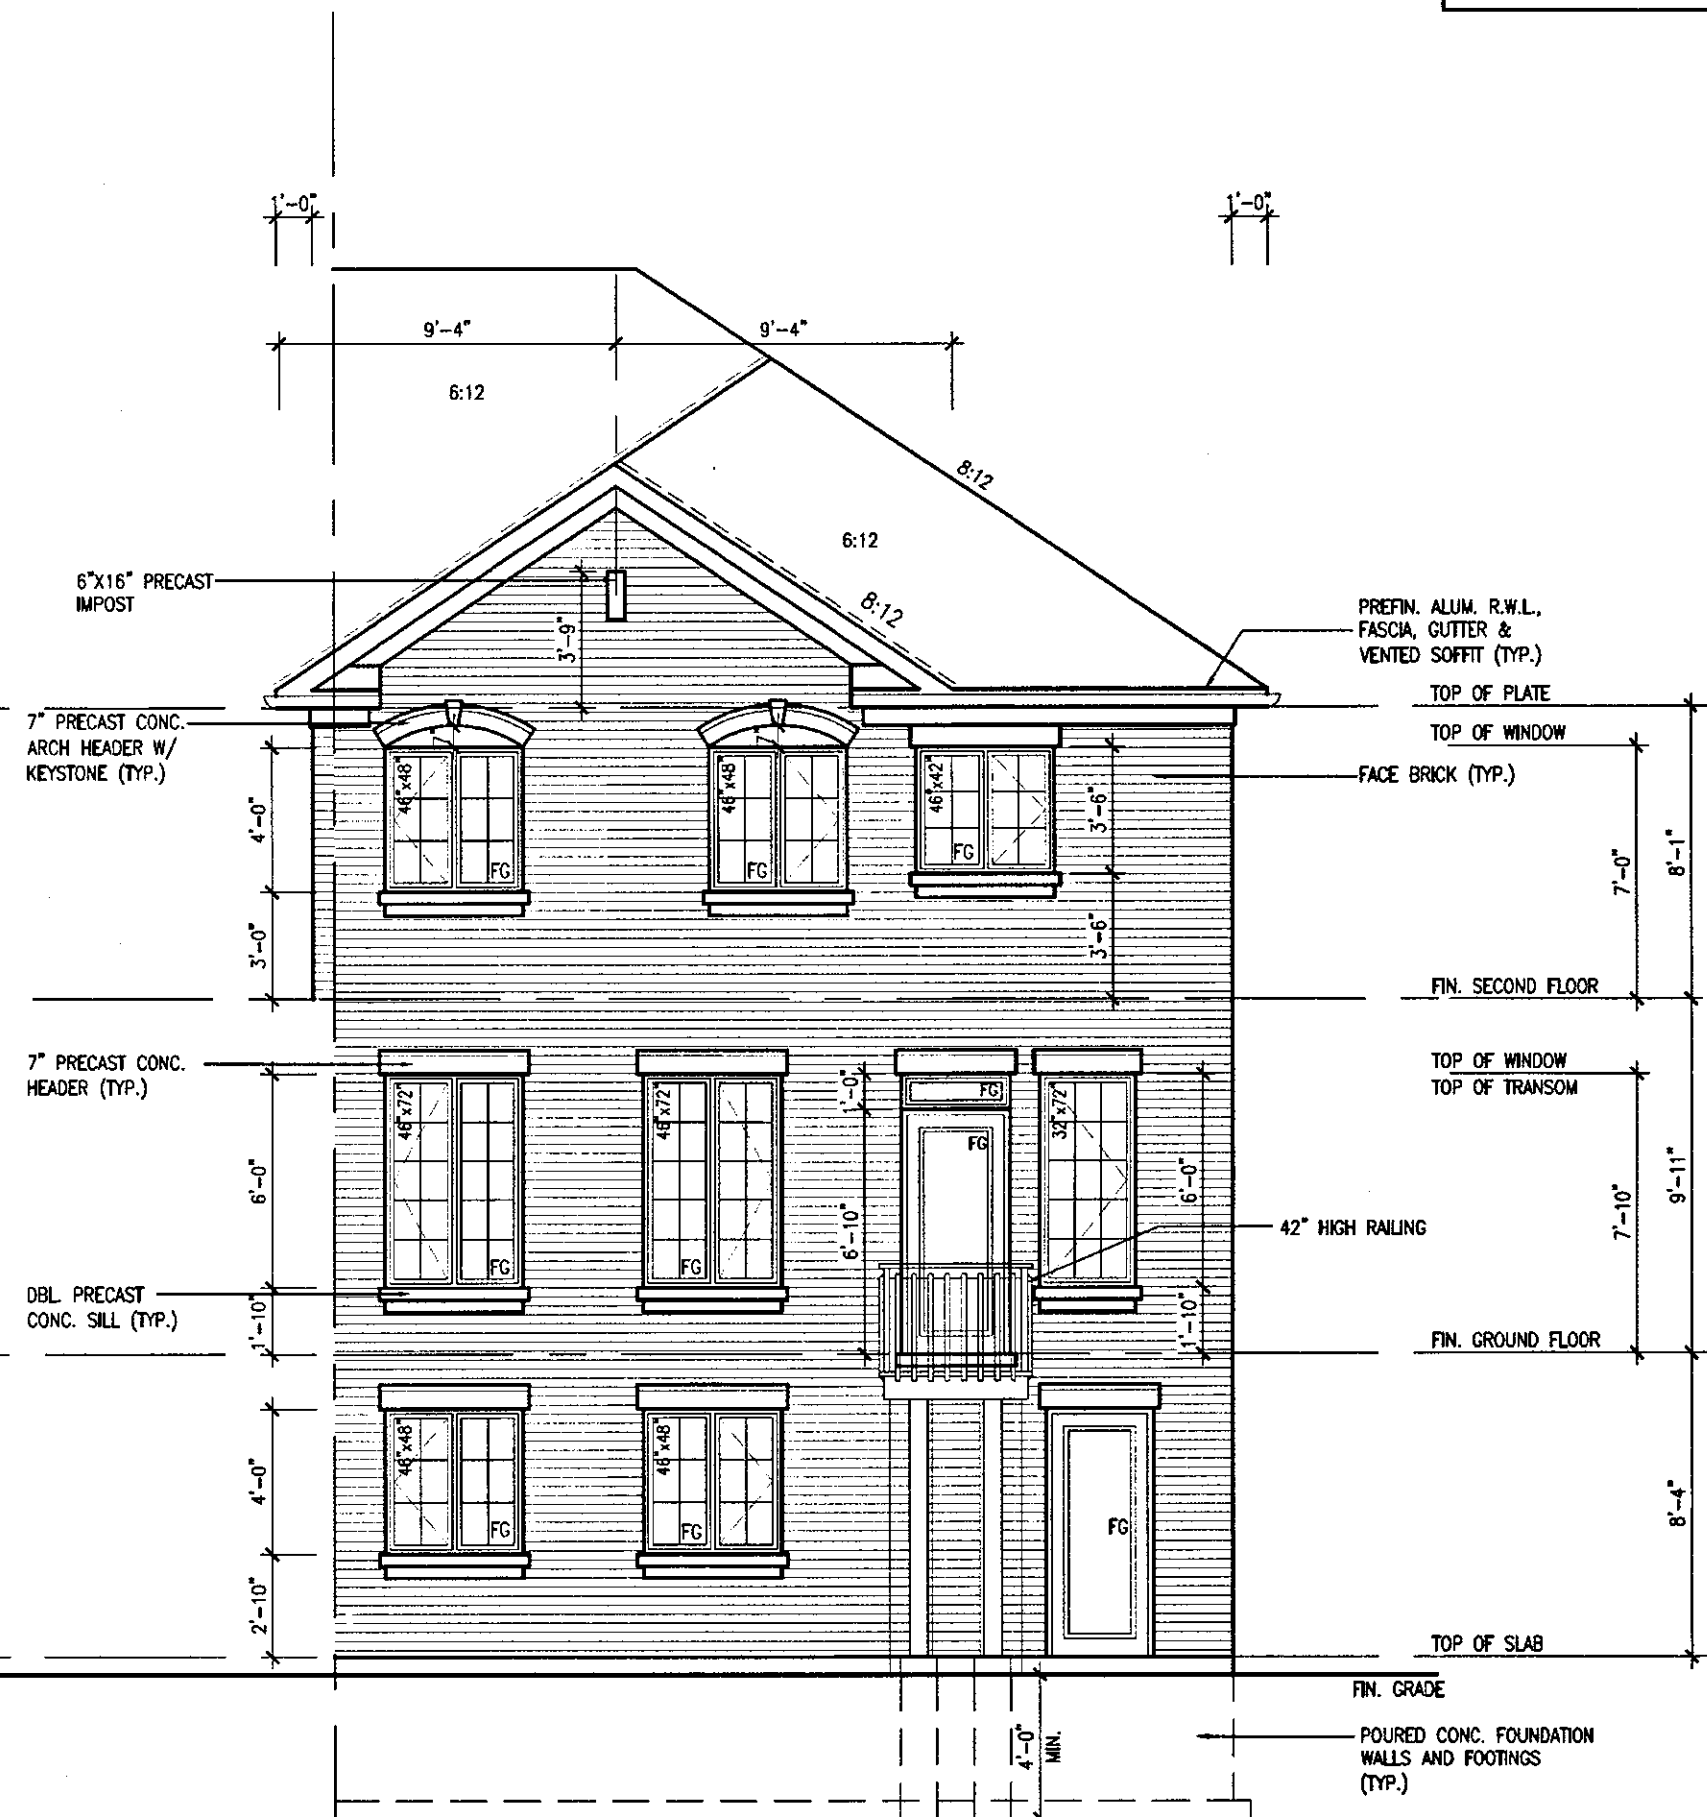 1'-0"
1'-0"
9'-4"
9'-4"
6:12
8:12
6:12
8:12
6"X16" PRECAST
IMPOST
3'-9"
PREFIN. ALUM. R.W.L.,
FASCIA, GUTTER &
VENTED SOFFIT (TYP.)
TOP OF PLATE
7" PRECAST CONC.
ARCH HEADER W/
KEYSTONE (TYP.)
7"
7"
TOP OF WINDOW
FACE BRICK (TYP.)
46"x48"
FG
46"x48"
FG
46"x42"
FG
4'-0"
3'-0"
3'-6"
3'-6"
7'-0"
8'-1"
FIN. SECOND FLOOR
7" PRECAST CONC.
HEADER (TYP.)
TOP OF WINDOW
TOP OF TRANSOM
46"x72"
FG
46"x72"
FG
1'-0"
FG
FG
32"x72"
6'-0"
6'-10"
6'-0"
7'-10"
9'-11"
42" HIGH RAILING
DBL. PRECAST
CONC. SILL (TYP.)
1'-10"
1'-10"
FIN. GROUND FLOOR
46"x48"
FG
46"x48"
FG
FG
4'-0"
2'-10"
8'-4"
TOP OF SLAB
FIN. GRADE
4'-0"
MIN.
POURED CONC. FOUNDATION
WALLS AND FOOTINGS
(TYP.)